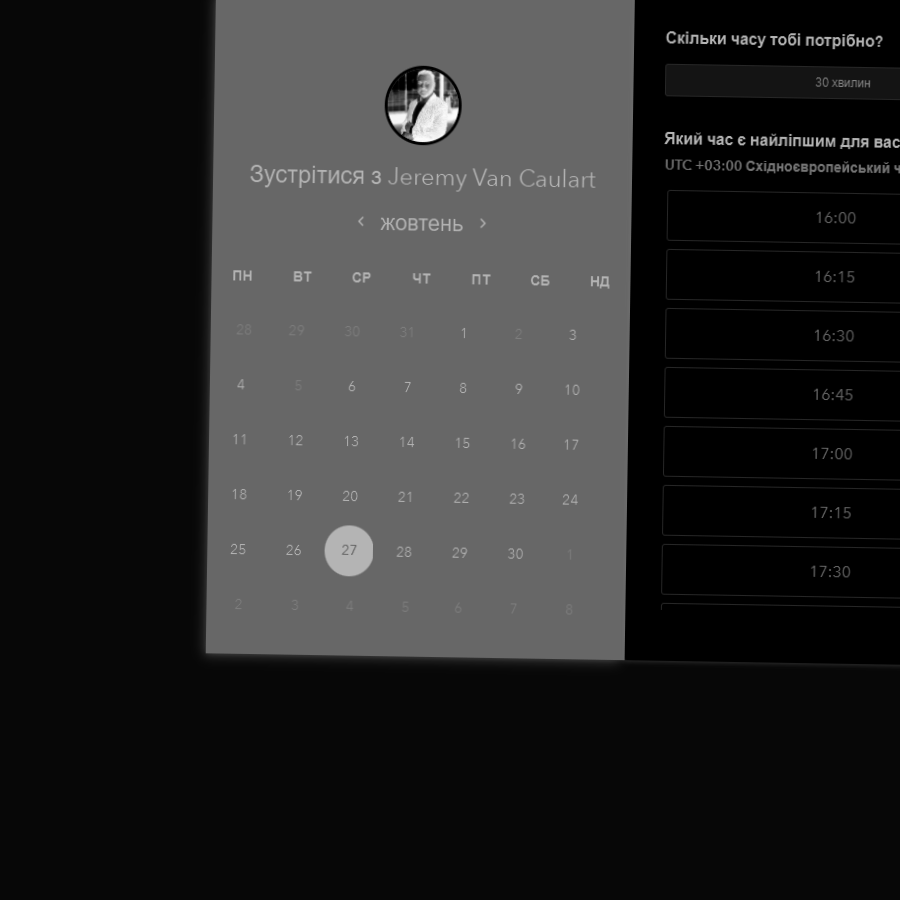 Зустрітися з Jeremy Van Caulart
жовтень
ПН ВТ СР ЧТ ПТ СБ НД
28 29 30 31 1 2 3
4 5 6 7 8 9 10
11 12 13 14 15 16 17
18 19 20 21 22 23 24
25 26 27 28 29 30 1
2 3 4 5 6 7 8
Скільки часу тобі потрібно?
30 хвилин
Який час є найліпшим для вас
UTC +03:00 Східноєвропейський ч
16:00
16:15
16:30
16:45
17:00
17:15
17:30